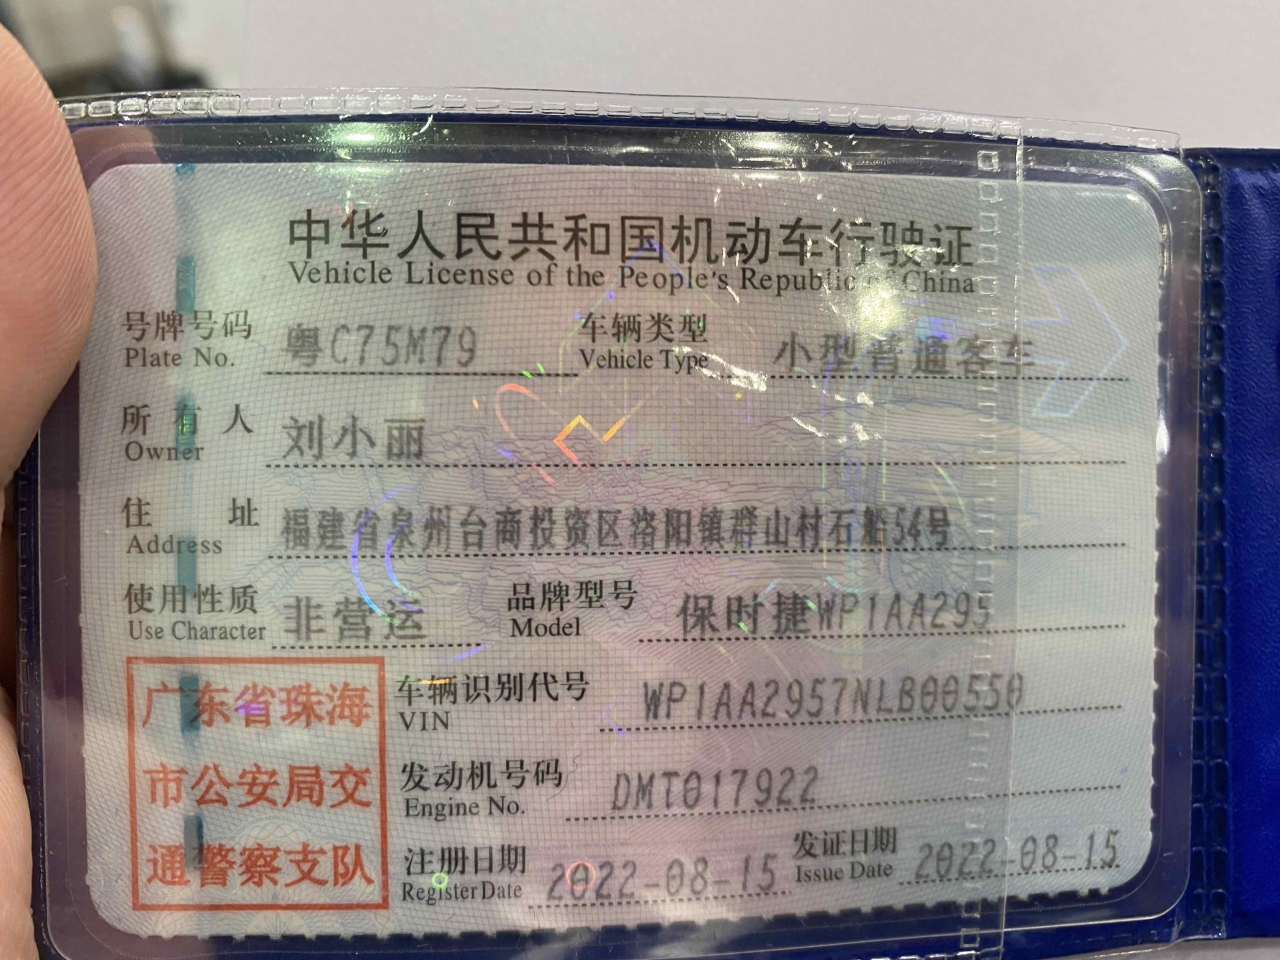 中华人民共和国机动车行驶证
Vehicle License of the People's Republic of China
号牌号码 粤C75M79 车辆类型 小型普通客车
Plate No. Vehicle Type
所有人 刘小丽
Owner
住址 福建省泉州台商投资区洛阳镇群山村石船54号
Address
使用性质 非营运 品牌型号 保时捷WP1AA295
Use Character Model
广东省珠海
市公安局交
通警察支队
车辆识别代号 WP1AA2957NLB00550
VIN
发动机号码 DMT017922
Engine No.
注册日期 2022-08-15 发证日期 2022-08-15
Register Date Issue Date